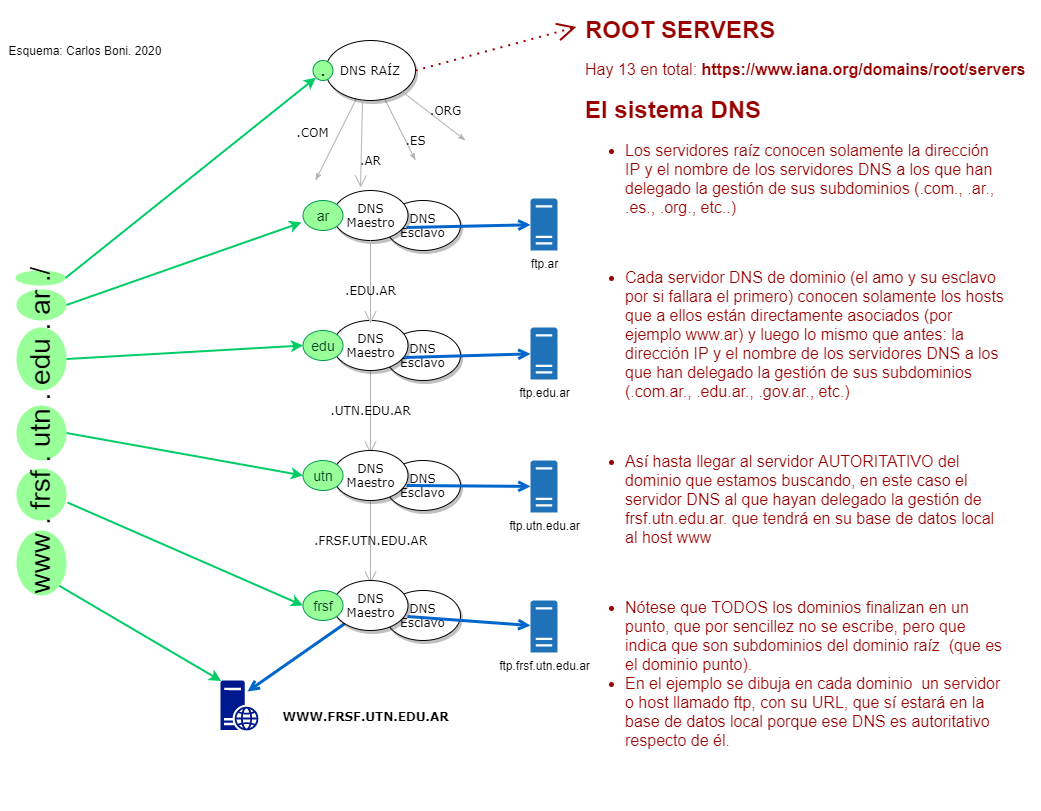 Esquema: Carlos Boni. 2020
.
DNS RAÍZ
.COM
.AR
.ES
.ORG
ar
DNS
Maestro
DNS
Esclavo
ftp.ar
.EDU.AR
edu
DNS
Maestro
DNS
Esclavo
ftp.edu.ar
.UTN.EDU.AR
utn
DNS
Maestro
DNS
Esclavo
ftp.utn.edu.ar
.FRSF.UTN.EDU.AR
frsf
DNS
Maestro
DNS
Esclavo
ftp.frsf.utn.edu.ar
WWW.FRSF.UTN.EDU.AR
www . frsf . utn . edu . ar ./
ROOT SERVERS
Hay 13 en total: https://www.iana.org/domains/root/servers
El sistema DNS
• Los servidores raíz conocen solamente la dirección
IP y el nombre de los servidores DNS a los que han
delegado la gestión de sus subdominios (.com., .ar.,
.es., .org., etc..)
• Cada servidor DNS de dominio (el amo y su esclavo
por si fallara el primero) conocen solamente los hosts
que a ellos están directamente asociados (por
ejemplo www.ar) y luego lo mismo que antes: la
dirección IP y el nombre de los servidores DNS a los
que han delegado la gestión de sus subdominios
(.com.ar., .edu.ar., .gov.ar., etc.)
• Así hasta llegar al servidor AUTORITATIVO del
dominio que estamos buscando, en este caso el
servidor DNS al que hayan delegado la gestión de
frsf.utn.edu.ar. que tendrá en su base de datos local
al host www
• Nótese que TODOS los dominios finalizan en un
punto, que por sencillez no se escribe, pero que
indica que son subdominios del dominio raíz (que es
el dominio punto).
• En el ejemplo se dibuja en cada dominio un servidor
o host llamado ftp, con su URL, que sí estará en la
base de datos local porque ese DNS es autoritativo
respecto de él.